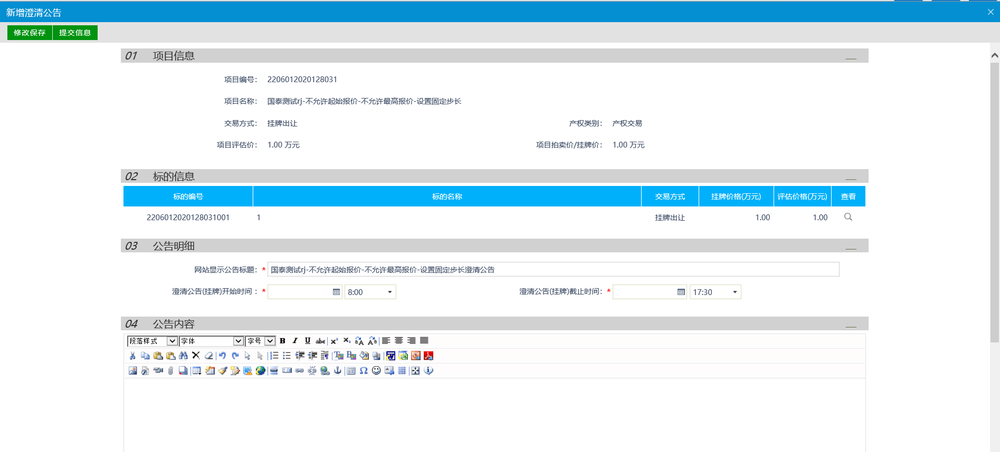 新增澄清公告
修改保存 提交信息
01 项目信息
项目编号： 2206012020128031
项目名称： 国泰测试rj-不允许起始报价-不允许最高报价-设置固定步长
交易方式： 挂牌出让 产权类别： 产权交易
项目评估价： 1.00 万元 项目拍卖价/挂牌价： 1.00 万元
02 标的信息
标的编号 标的名称 交易方式 挂牌价格(万元) 评估价格(万元) 查看
2206012020128031001 1 挂牌出让 1.00 1.00
03 公告明细
网站显示公告标题：* 国泰测试rj-不允许起始报价-不允许最高报价-设置固定步长澄清公告
澄清公告(挂牌)开始时间：* 8:00 澄清公告(挂牌)截止时间：* 17:30
04 公告内容
段落样式 字体 字号